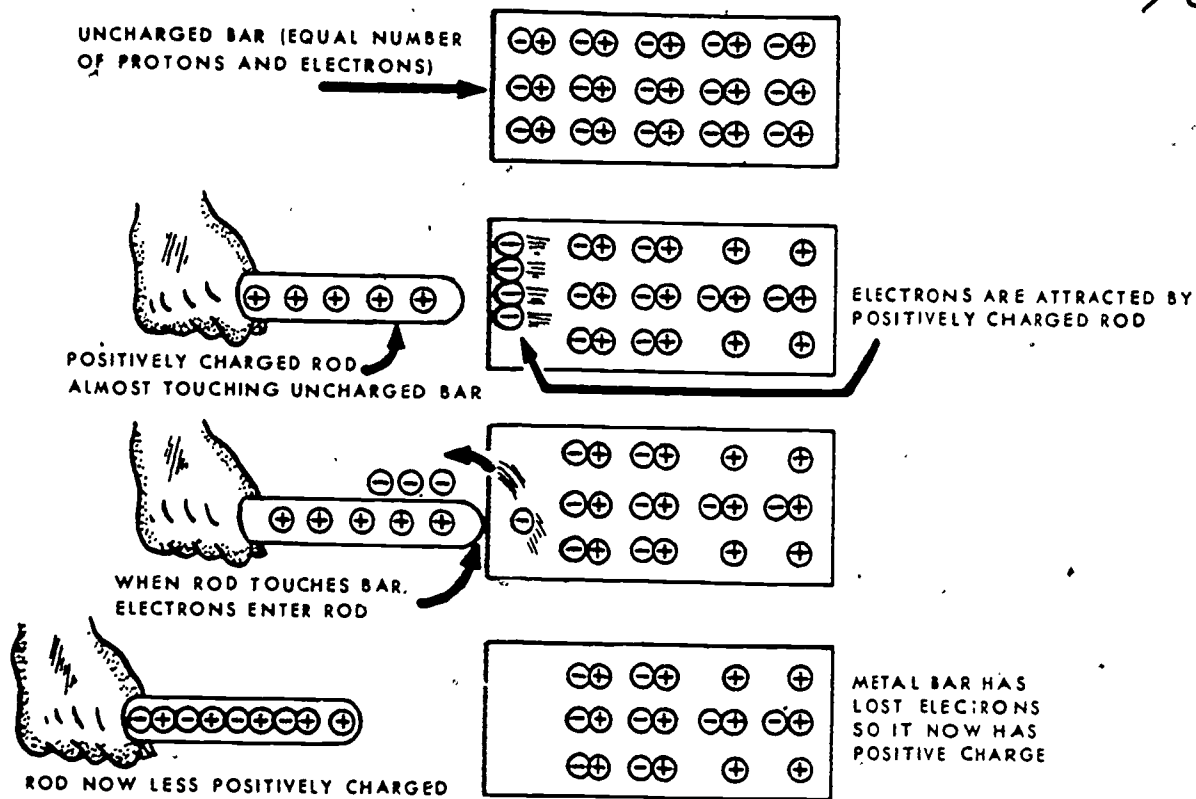 UNCHARGED BAR (EQUAL NUMBER
OF PROTONS AND ELECTRONS)
POSITIVELY CHARGED ROD
ALMOST TOUCHING UNCHARGED BAR
ELECTRONS ARE ATTRACTED BY
POSITIVELY CHARGED ROD
WHEN ROD TOUCHES BAR,
ELECTRONS ENTER ROD
ROD NOW LESS POSITIVELY CHARGED
METAL BAR HAS
LOST ELECTRONS
SO IT NOW HAS
POSITIVE CHARGE